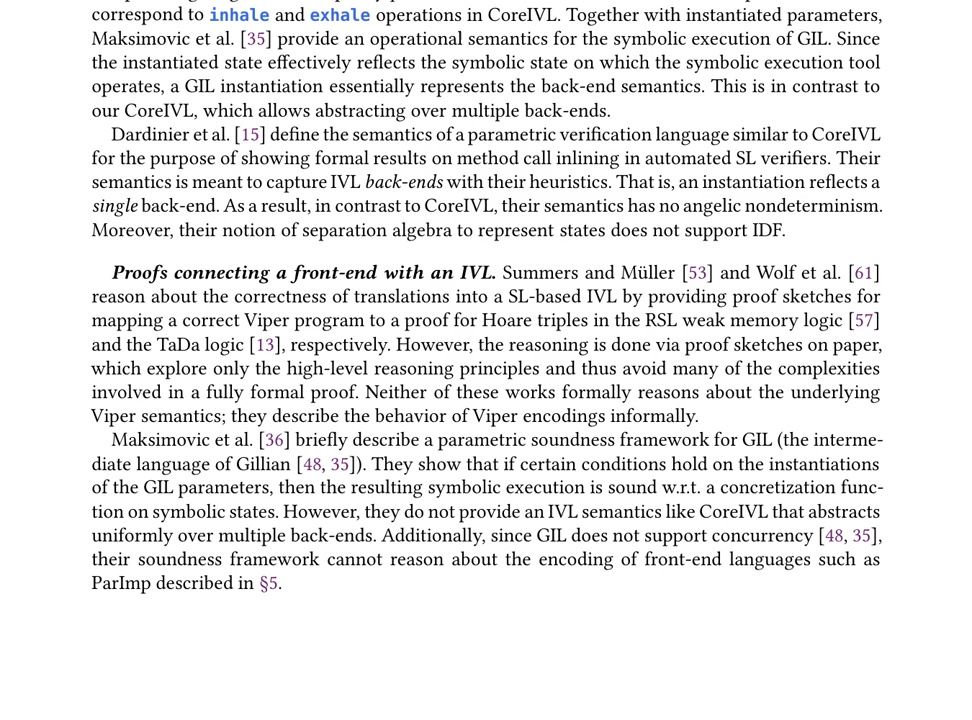 correspond to inhale and exhale operations in CoreIVL. Together with instantiated parameters,
Maksimovic et al. [35] provide an operational semantics for the symbolic execution of GIL. Since
the instantiated state effectively reflects the symbolic state on which the symbolic execution tool
operates, a GIL instantiation essentially represents the back-end semantics. This is in contrast to
our CoreIVL, which allows abstracting over multiple back-ends.
Dardinier et al. [15] define the semantics of a parametric verification language similar to CoreIVL
for the purpose of showing formal results on method call inlining in automated SL verifiers. Their
semantics is meant to capture IVL back-ends with their heuristics. That is, an instantiation reflects a
single back-end. As a result, in contrast to CoreIVL, their semantics has no angelic nondeterminism.
Moreover, their notion of separation algebra to represent states does not support IDF.
Proofs connecting a front-end with an IVL. Summers and Müller [53] and Wolf et al. [61]
reason about the correctness of translations into a SL-based IVL by providing proof sketches for
mapping a correct Viper program to a proof for Hoare triples in the RSL weak memory logic [57]
and the TaDa logic [13], respectively. However, the reasoning is done via proof sketches on paper,
which explore only the high-level reasoning principles and thus avoid many of the complexities
involved in a fully formal proof. Neither of these works formally reasons about the underlying
Viper semantics; they describe the behavior of Viper encodings informally.
Maksimovic et al. [36] briefly describe a parametric soundness framework for GIL (the interme-
diate language of Gillian [48, 35]). They show that if certain conditions hold on the instantiations
of the GIL parameters, then the resulting symbolic execution is sound w.r.t. a concretization func-
tion on symbolic states. However, they do not provide an IVL semantics like CoreIVL that abstracts
uniformly over multiple back-ends. Additionally, since GIL does not support concurrency [48, 35],
their soundness framework cannot reason about the encoding of front-end languages such as
ParImp described in §5.